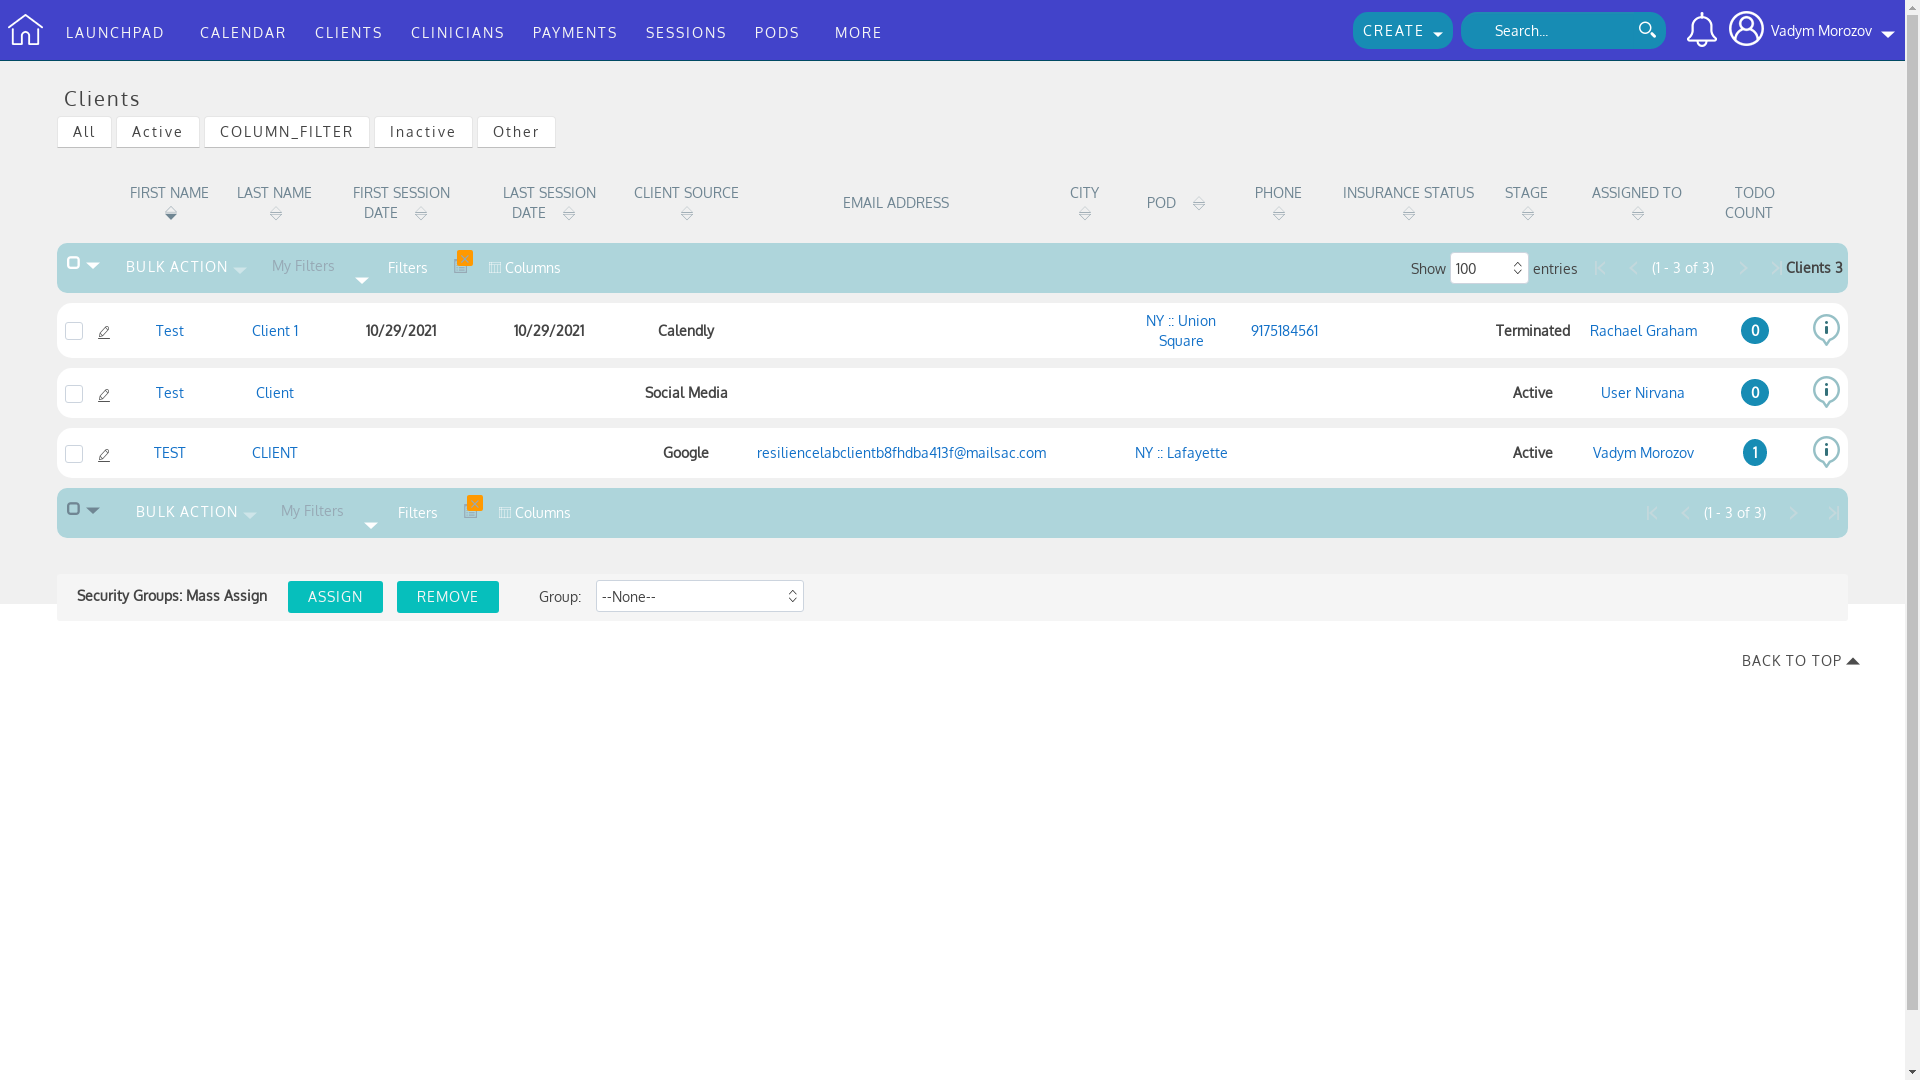 LAUNCHPAD CALENDAR CLIENTS CLINICIANS PAYMENTS SESSIONS PODS MORE CREATE Search... Vadym Morozov
Clients
All Active COLUMN_FILTER Inactive Other
FIRST NAME LAST NAME FIRST SESSION DATE LAST SESSION DATE CLIENT SOURCE EMAIL ADDRESS CITY POD PHONE INSURANCE STATUS STAGE ASSIGNED TO TODO COUNT
BULK ACTION My Filters Filters Columns Show 100 entries (1 - 3 of 3) Clients 3
Test Client 1 10/29/2021 10/29/2021 Calendly NY :: Union Square 9175184561 Terminated Rachael Graham 0
Test Client Social Media Active User Nirvana 0
TEST CLIENT Google resiliencelabclientb8fhdba413f@mailsac.com NY :: Lafayette Active Vadym Morozov 1
BULK ACTION My Filters Filters Columns (1 - 3 of 3)
Security Groups: Mass Assign ASSIGN REMOVE Group: --None--
BACK TO TOP